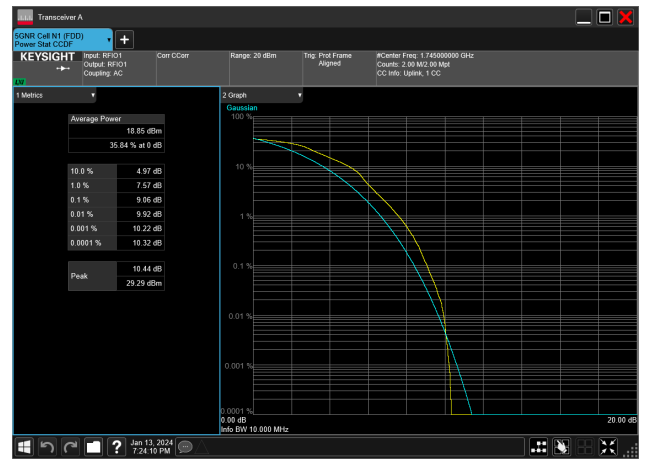 Transceiver A
5GNR Cell N1 (FDD)
Power Stat CCDF
KEYSIGHT
Input: RFIO1
Output: RFIO1
Coupling: AC
Corr CCorr
Range: 20 dBm
Trig: Prot Frame
Aligned
#Center Freq: 1.745000000 GHz
Counts: 2.00 M/2.00 Mpt
CC Info: Uplink, 1 CC
LXI
1 Metrics
Average Power
18.85 dBm
35.84 % at 0 dB
10.0 % 4.97 dB
1.0 % 7.57 dB
0.1 % 9.06 dB
0.01 % 9.92 dB
0.001 % 10.22 dB
0.0001 % 10.32 dB
Peak 10.44 dB
29.29 dBm
2 Graph
Gaussian
100 %
10 %
1 %
0.1 %
0.01 %
0.001 %
0.0001 %
0.00 dB 20.00 dB
Info BW 10.000 MHz
Jan 13, 2024
7:24:10 PM